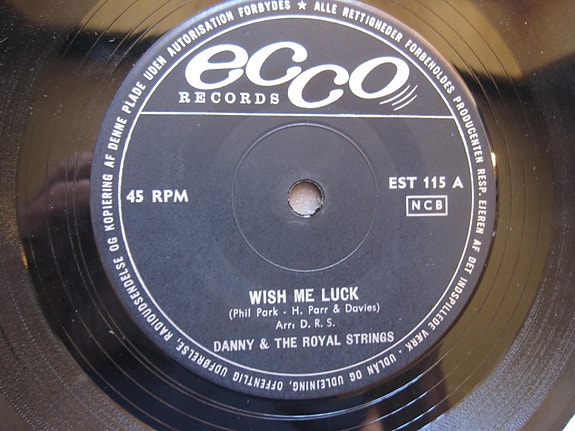 ecco
RECORDS
45 RPM
EST 115 A
NCB
WISH ME LUCK
(Phil Park - H. Parr & Davies)
Arr: D. R. S.
DANNY & THE ROYAL STRINGS
ALLE RETTIGHEDER FORBEHOLDES PRODUCENTEN RESP. EJEREN AF DET INDSPILLEDE VÆRK · UDLÅN OG UDLEJNING, OFFENTLIG UDFØRELSE, RADIOUDSENDELSE OG KOPIERING AF DENNE PLADE UDEN AUTORISATION FORBYDES ★